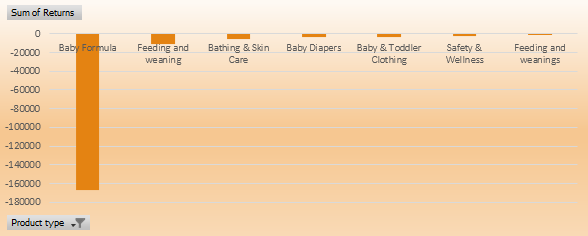 Sum of Returns
0
-20000
-40000
-60000
-80000
-100000
-120000
-140000
-160000
-180000
Baby Formula
Feeding and
weaning
Bathing & Skin
Care
Baby Diapers
Baby & Toddler
Clothing
Safety &
Wellness
Feeding and
weanings
Product type